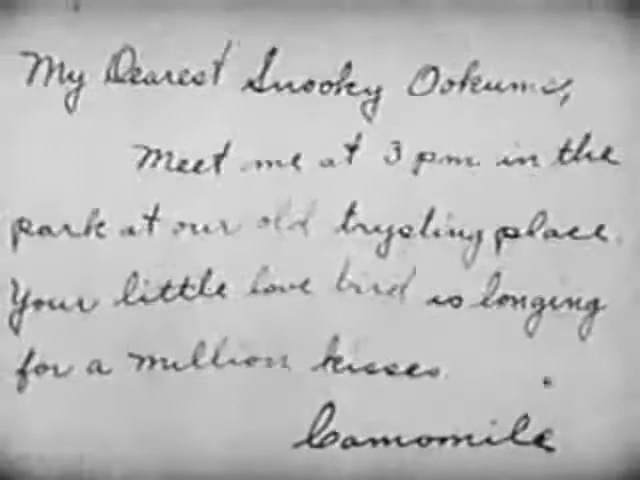 My Dearest Snooky Ookums,
Meet me at 3 pm in the
park at our old trysting place.
Your little love bird is longing
for a million kisses.
Camomile